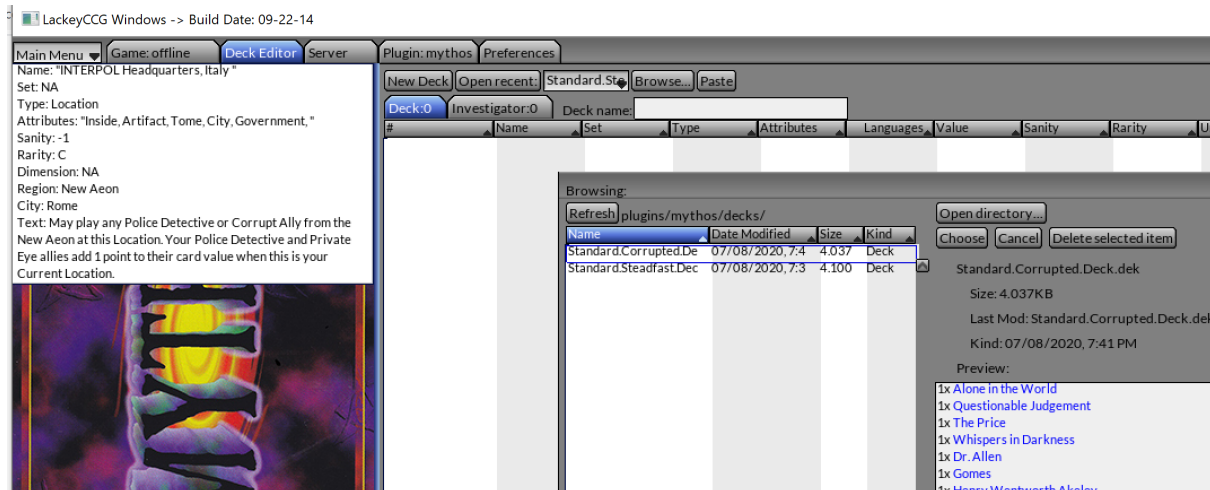 LackeyCCG Windows -> Build Date: 09-22-14
Main Menu Game: offline Deck Editor Server Plugin: mythos Preferences
Name: "INTERPOL Headquarters, Italy "
Set: NA
Type: Location
Attributes: "Inside, Artifact, Tome, City, Government, "
Sanity: -1
Rarity: C
Dimension: NA
Region: New Aeon
City: Rome
Text: May play any Police Detective or Corrupt Ally from the
New Aeon at this Location. Your Police Detective and Private
Eye allies add 1 point to their card value when this is your
Current Location.
New Deck Open recent: Standard.Ste Browse... Paste
Deck:0 Investigator:0 Deck name:
# Name Set Type Attributes Languages Value Sanity Rarity U
Browsing:
Refresh plugins/mythos/decks/
Name Date Modified Size Kind
Standard.Corrupted.De 07/08/2020, 7:4 4.037 Deck
Standard.Steadfast.Dec 07/08/2020, 7:3 4.100 Deck
Open directory...
Choose Cancel Delete selected item
Standard.Corrupted.Deck.dek
Size: 4.037KB
Last Mod: Standard.Corrupted.Deck.dek
Kind: 07/08/2020, 7:41 PM
Preview:
1x Alone in the World
1x Questionable Judgement
1x The Price
1x Whispers in Darkness
1x Dr. Allen
1x Gomes
1x Henry Wentworth Akeley